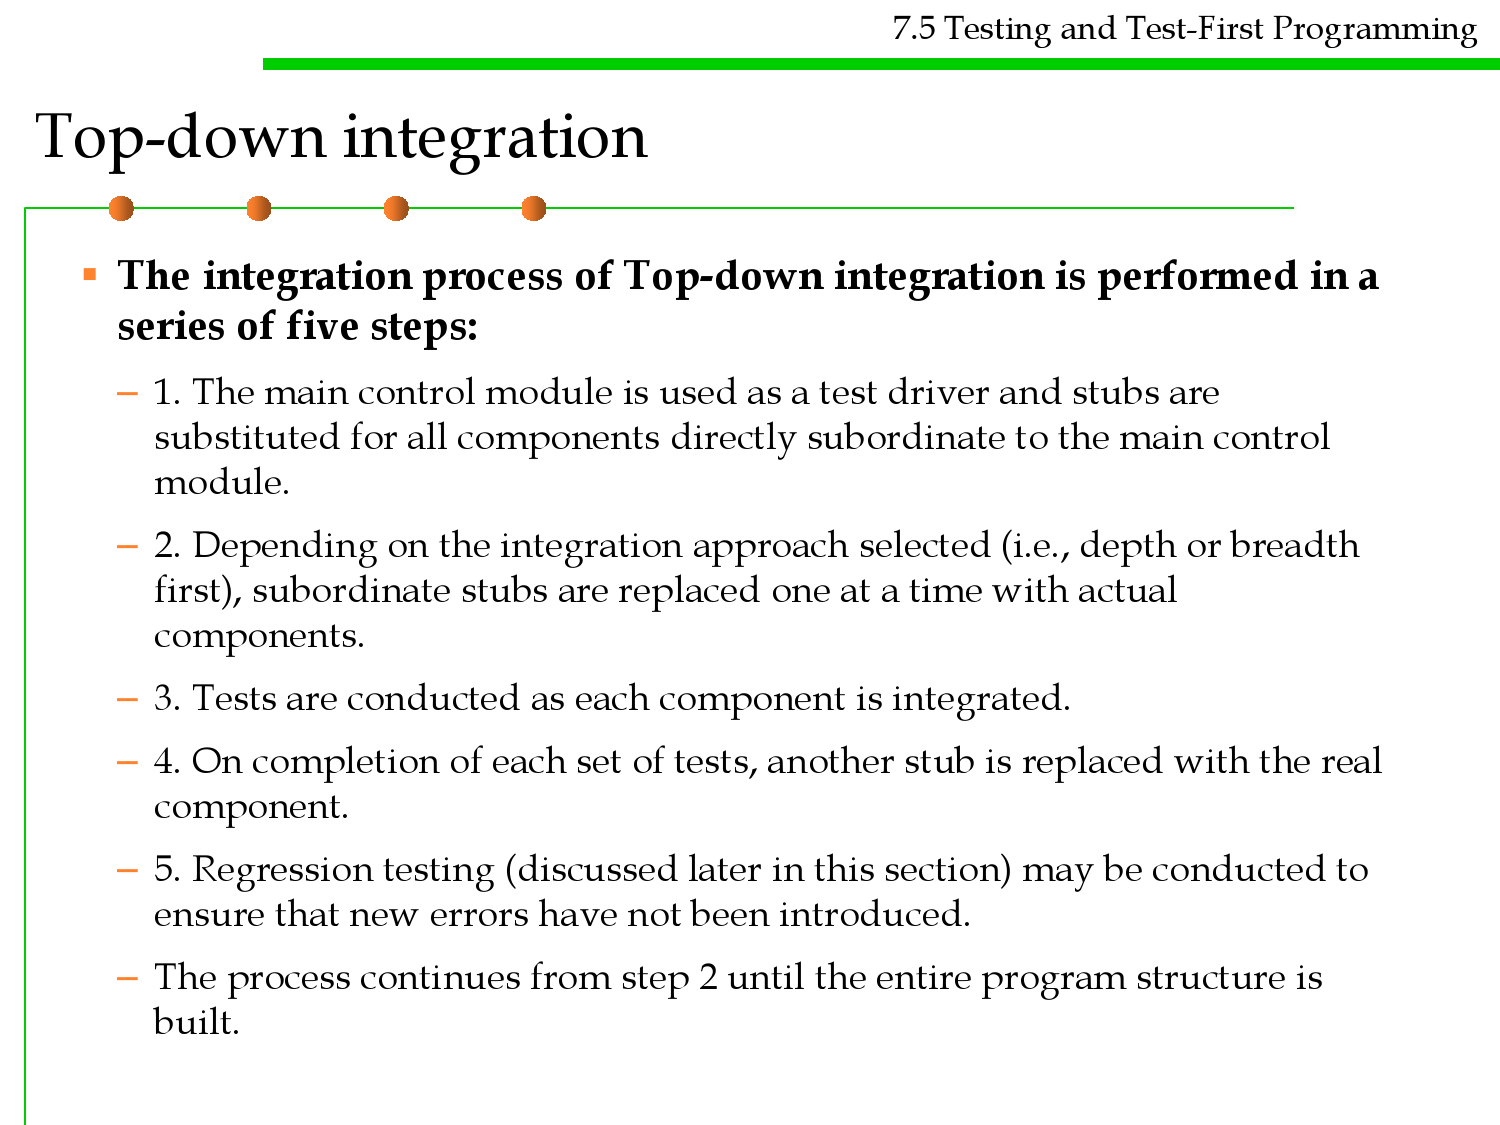 7.5 Testing and Test-First Programming
Top-down integration
▪ The integration process of Top-down integration is performed in a
series of five steps:
– 1. The main control module is used as a test driver and stubs are
substituted for all components directly subordinate to the main control
module.
– 2. Depending on the integration approach selected (i.e., depth or breadth
first), subordinate stubs are replaced one at a time with actual
components.
– 3. Tests are conducted as each component is integrated.
– 4. On completion of each set of tests, another stub is replaced with the real
component.
– 5. Regression testing (discussed later in this section) may be conducted to
ensure that new errors have not been introduced.
– The process continues from step 2 until the entire program structure is
built.